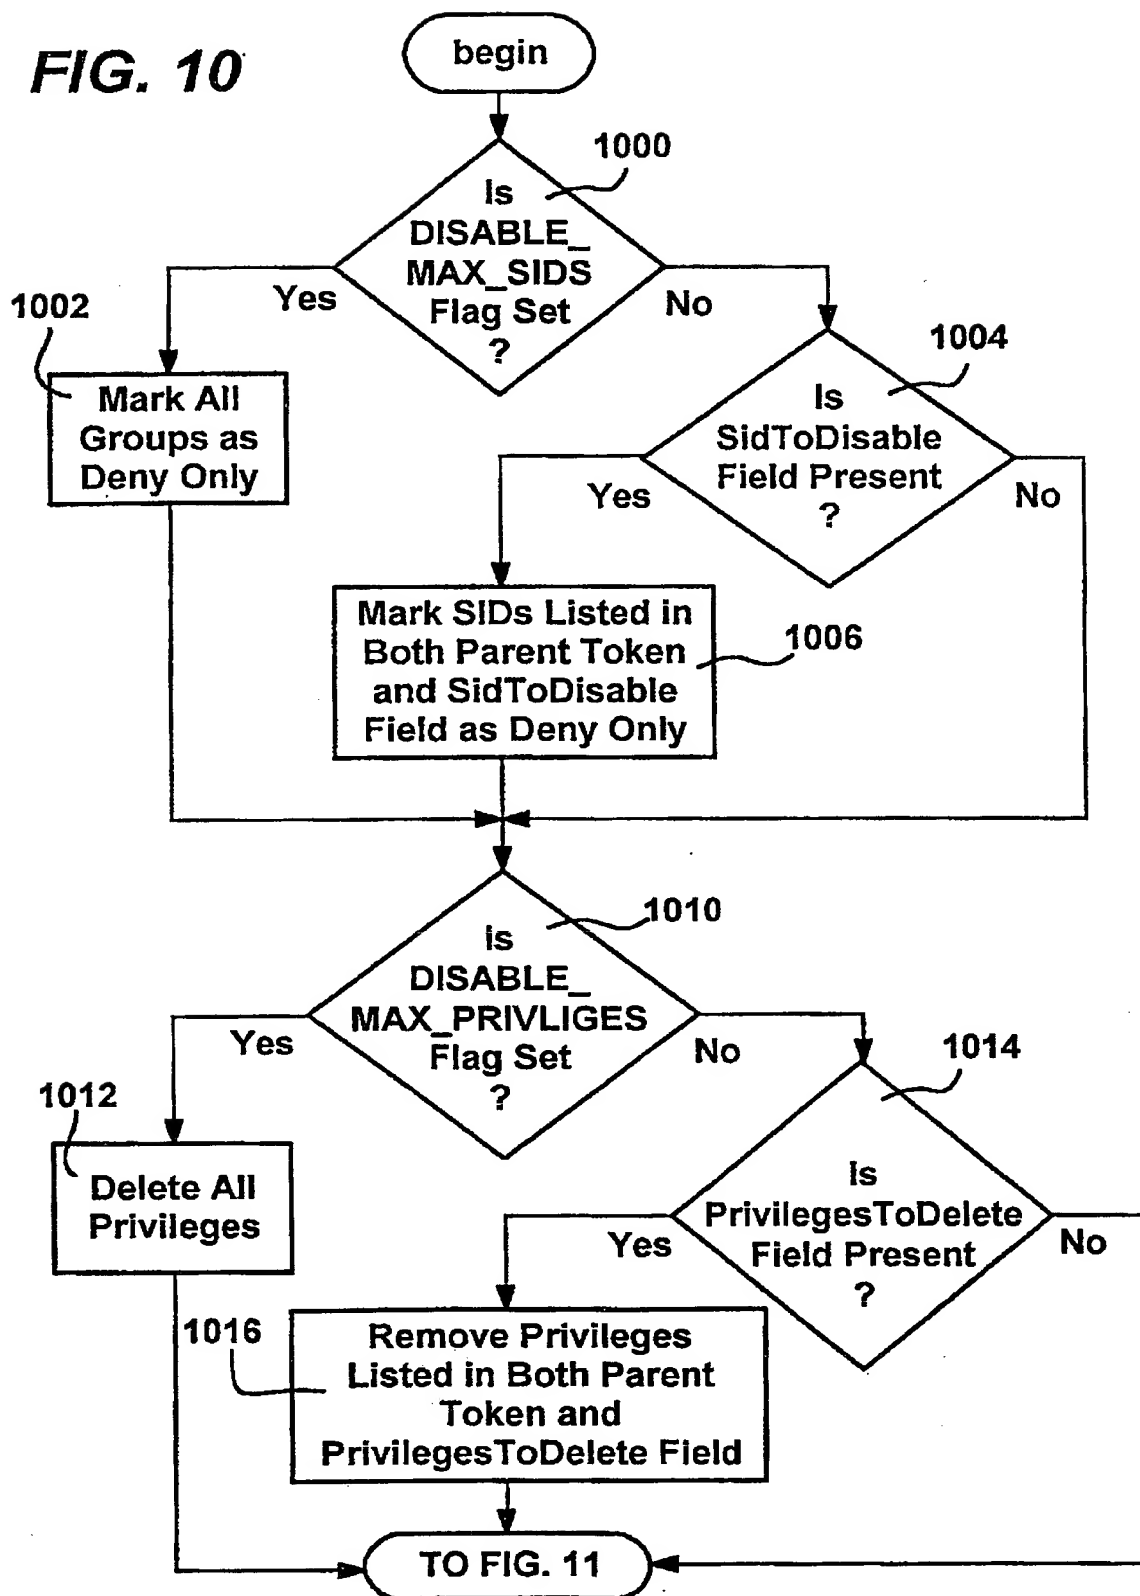 FIG. 10
begin
1000
Is
DISABLE_
MAX_SIDS
Flag Set
?
Yes
No
1002
Mark All
Groups as
Deny Only
1004
Is
SidToDisable
Field Present
?
Yes
No
Mark SIDs Listed in
Both Parent Token
and SidToDisable
Field as Deny Only
1006
1010
is
DISABLE_
MAX_PRIVLIGES
Flag Set
?
Yes
No
1012
Delete All
Privileges
1014
Is
PrivilegesToDelete
Field Present
?
Yes
No
1016
Remove Privileges
Listed in Both Parent
Token and
PrivilegesToDelete Field
TO FIG. 11